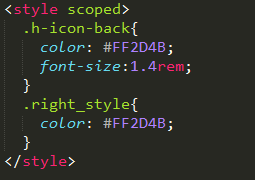 <style scoped>
  .h-icon-back{
    color: #FF2D4B;
    font-size:1.4rem;
  }
  .right_style{
    color: #FF2D4B;
  }
</style>